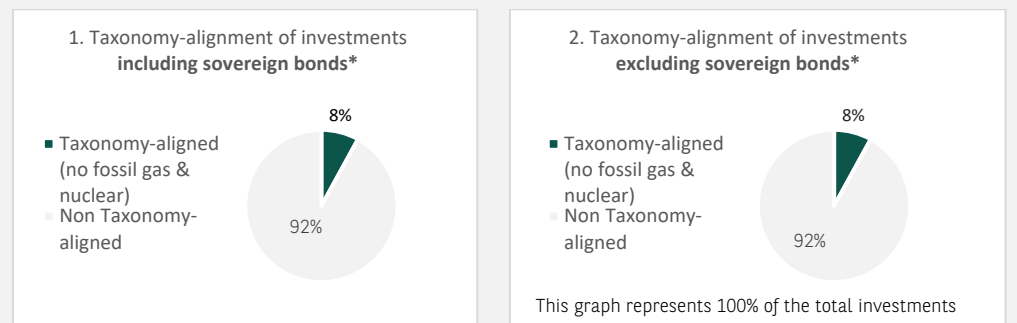 1. Taxonomy-alignment of investments
including sovereign bonds*
8%
Taxonomy-aligned
(no fossil gas &
nuclear)
Non Taxonomy-
aligned
92%
2. Taxonomy-alignment of investments
excluding sovereign bonds*
8%
Taxonomy-aligned
(no fossil gas &
nuclear)
Non Taxonomy-
aligned
92%
This graph represents 100% of the total investments